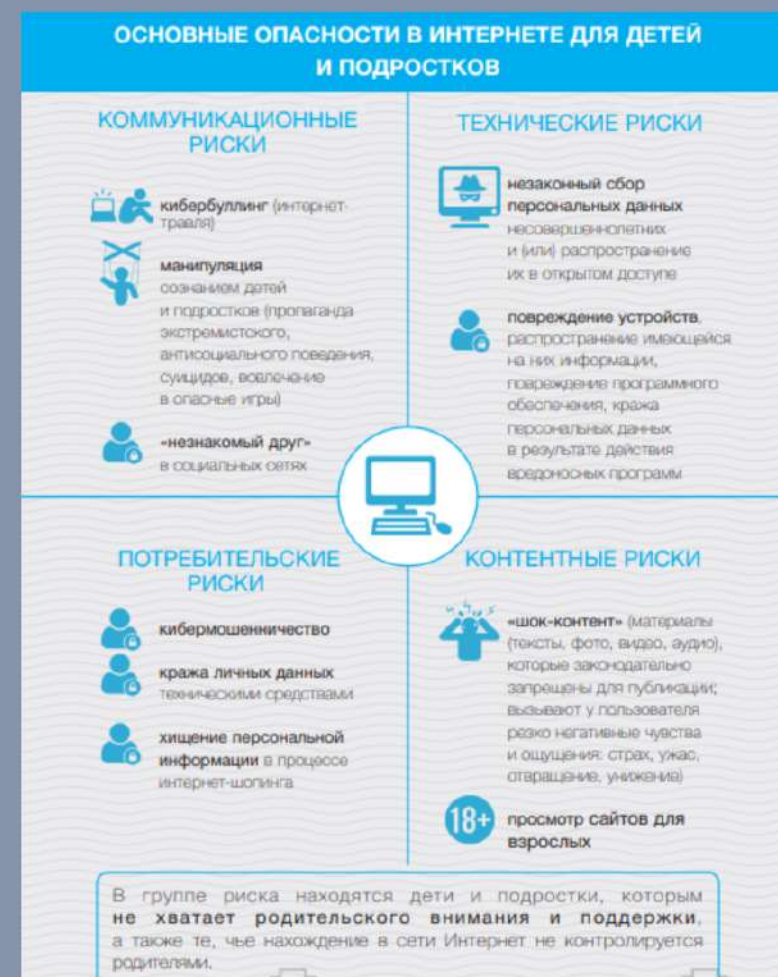 ОСНОВНЫЕ ОПАСНОСТИ В ИНТЕРНЕТЕ ДЛЯ ДЕТЕЙ
И ПОДРОСТКОВ
КОММУНИКАЦИОННЫЕ
РИСКИ
кибербуллинг (интернет-
травля)
манипуляция
сознанием детей
и подростков (пропаганда
экстремистского,
антисоциального поведения,
суицидов, вовлечение
в опасные игры)
«незнакомый друг»
в социальных сетях
ТЕХНИЧЕСКИЕ РИСКИ
незаконный сбор
персональных данных
несовершеннолетних
и (или) распространение
их в открытом доступе
повреждение устройств,
распространение имеющейся
на них информации,
повреждение программного
обеспечения, кража
персональных данных
в результате действия
вредоносных программ
ПОТРЕБИТЕЛЬСКИЕ
РИСКИ
кибермошенничество
кража личных данных
техническими средствами
хищение персональной
информации в процессе
интернет-шопинга
КОНТЕНТНЫЕ РИСКИ
«шок-контент» (материалы
(тексты, фото, видео, аудио),
которые законодательно
запрещены для публикации;
вызывают у пользователя
резко негативные чувства
и ощущения: страх, ужас,
отвращение, унижение)
18+
просмотр сайтов для
взрослых
В группе риска находятся дети и подростки, которым
не хватает родительского внимания и поддержки,
а также те, чье нахождение в сети Интернет не контролируется
родителями.